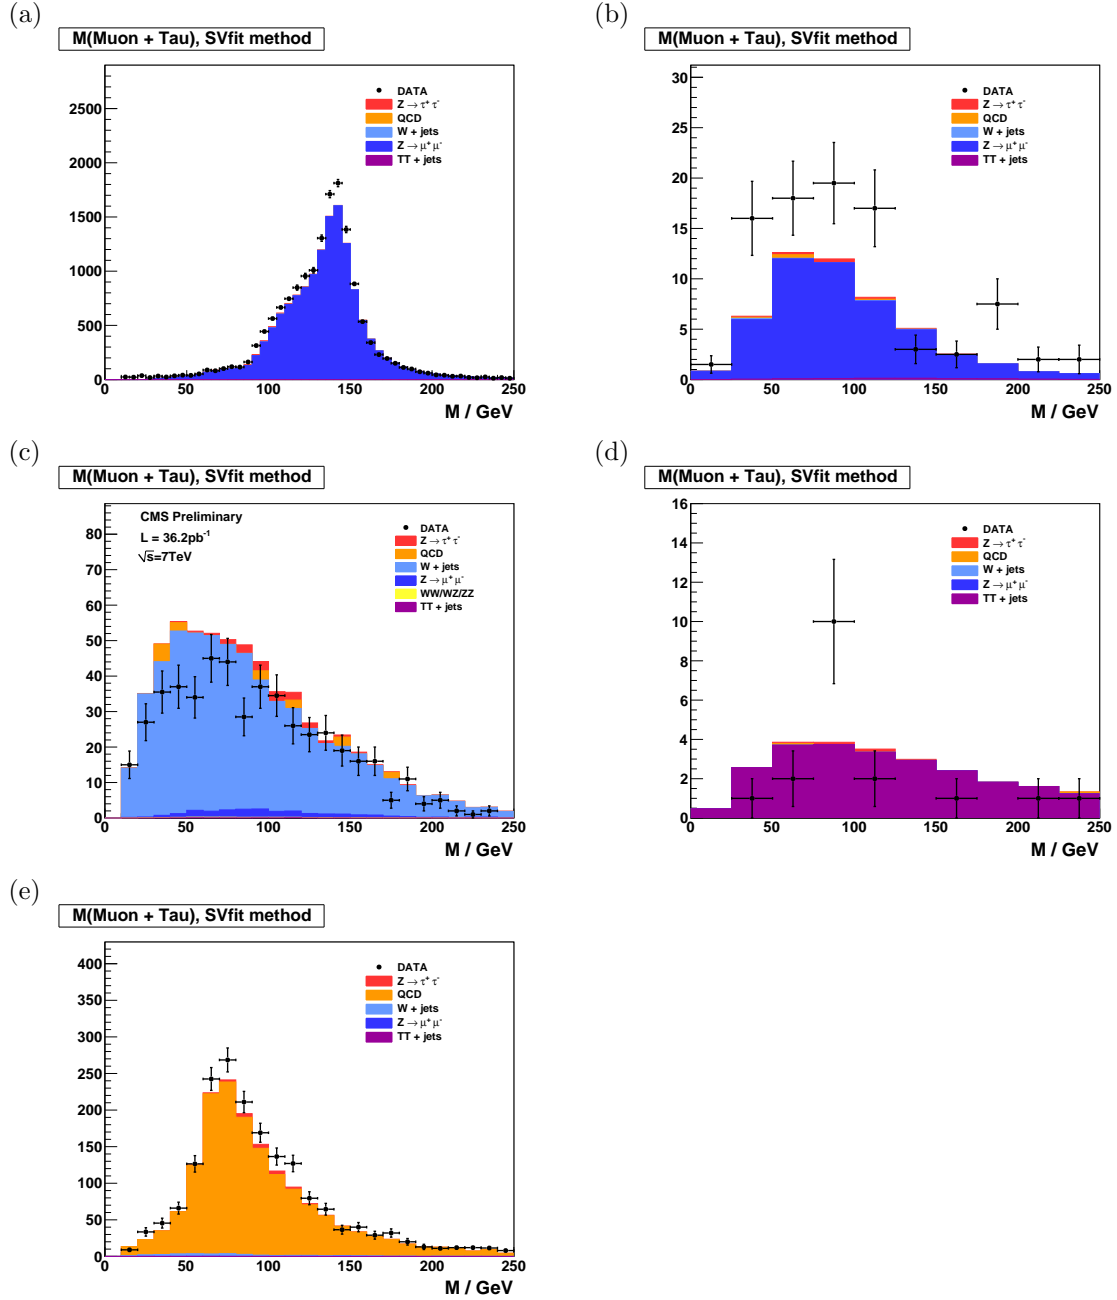 (a)
M(Muon + Tau), SVfit method
DATA
Z → τ⁺ τ⁻
QCD
W + jets
Z → μ⁺ μ⁻
TT + jets
2500
2000
1500
1000
500
0
0 50 100 150 200 250
M / GeV
(b)
M(Muon + Tau), SVfit method
DATA
Z → τ⁺ τ⁻
QCD
W + jets
Z → μ⁺ μ⁻
TT + jets
30
25
20
15
10
5
0
0 50 100 150 200 250
M / GeV
(c)
M(Muon + Tau), SVfit method
CMS Preliminary
L = 36.2pb⁻¹
√s=7TeV
DATA
Z → τ⁺ τ⁻
QCD
W + jets
Z → μ⁺ μ⁻
WW/WZ/ZZ
TT + jets
80
70
60
50
40
30
20
10
0
0 50 100 150 200 250
M / GeV
(d)
M(Muon + Tau), SVfit method
DATA
Z → τ⁺ τ⁻
QCD
W + jets
Z → μ⁺ μ⁻
TT + jets
16
14
12
10
8
6
4
2
0
0 50 100 150 200 250
M / GeV
(e)
M(Muon + Tau), SVfit method
DATA
Z → τ⁺ τ⁻
QCD
W + jets
Z → μ⁺ μ⁻
TT + jets
400
350
300
250
200
150
100
50
0
0 50 100 150 200 250
M / GeV